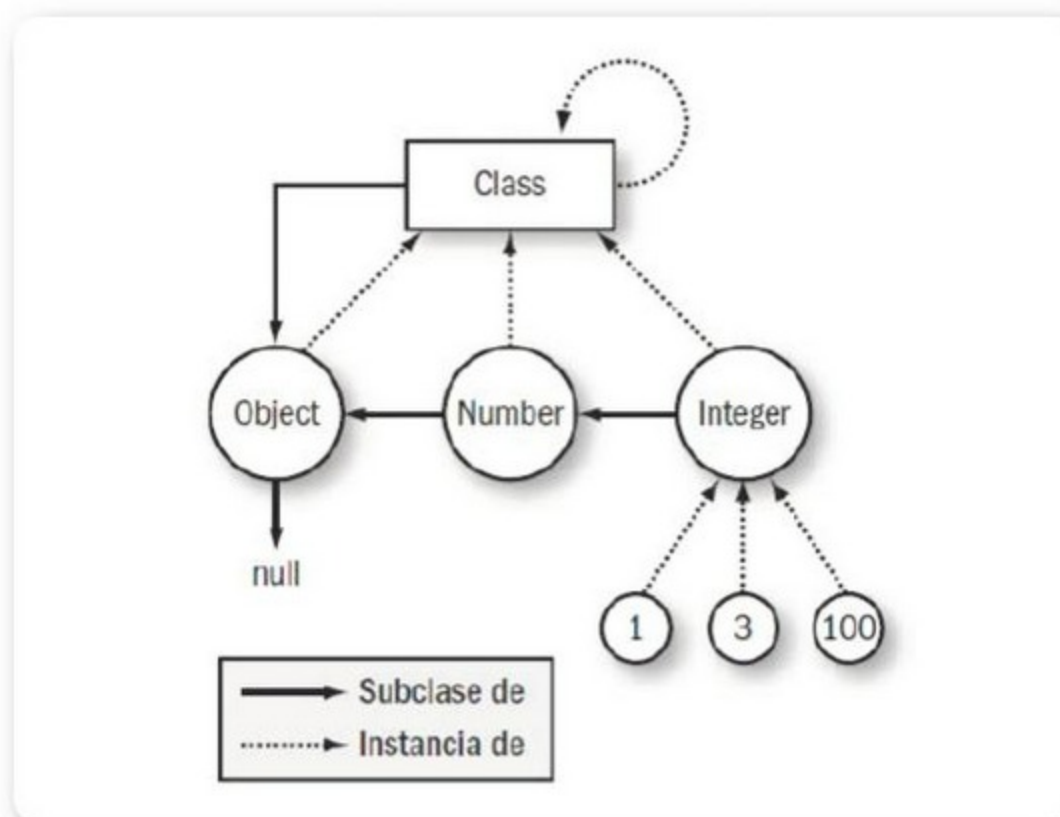 Class
Object
Number
Integer
null
1
3
100
Subclase de
Instancia de